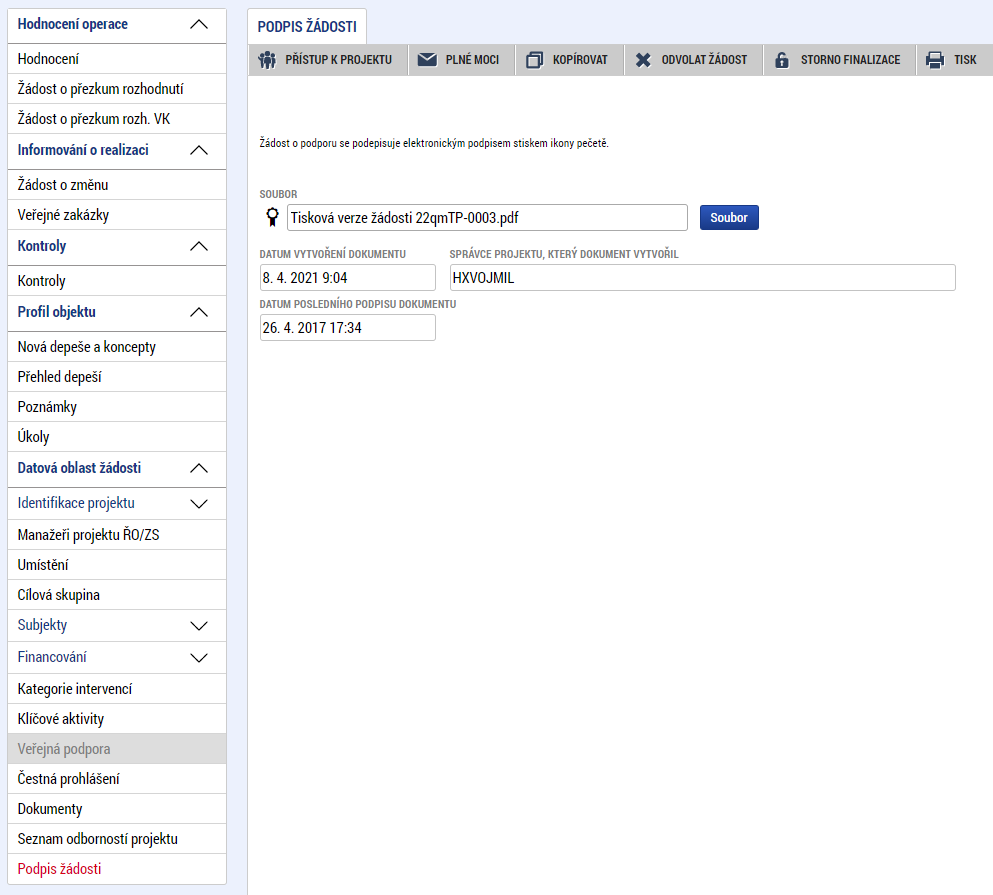 Hodnocení operace
Hodnocení
Žádost o přezkum rozhodnutí
Žádost o přezkum rozh. VK
Informování o realizaci
Žádost o změnu
Veřejné zakázky
Kontroly
Kontroly
Profil objektu
Nová depeše a koncepty
Přehled depeší
Poznámky
Úkoly
Datová oblast žádosti
Identifikace projektu
Manažeři projektu ŘO/ZS
Umístění
Cílová skupina
Subjekty
Financování
Kategorie intervencí
Klíčové aktivity
Veřejná podpora
Čestná prohlášení
Dokumenty
Seznam odborností projektu
Podpis žádosti
PODPIS ŽÁDOSTI
PŘÍSTUP K PROJEKTU PLNÉ MOCI KOPÍROVAT ODVOLAT ŽÁDOST STORNO FINALIZACE TISK
Žádost o podporu se podepisuje elektronickým podpisem stiskem ikony pečetě.
SOUBOR
Tisková verze žádosti 22qmTP-0003.pdf Soubor
DATUM VYTVOŘENÍ DOKUMENTU SPRÁVCE PROJEKTU, KTERÝ DOKUMENT VYTVOŘIL
8. 4. 2021 9:04 HXVOJMIL
DATUM POSLEDNÍHO PODPISU DOKUMENTU
26. 4. 2017 17:34